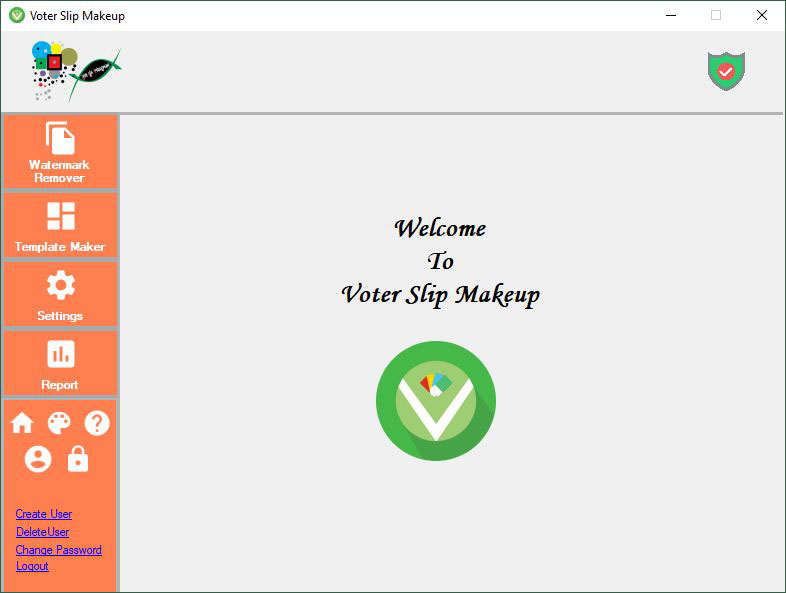 Voter Slip Makeup
Watermark
Remover
Template Maker
Settings
Report
Create User
DeleteUser
Change Password
Logout
Welcome
To
Voter Slip Makeup